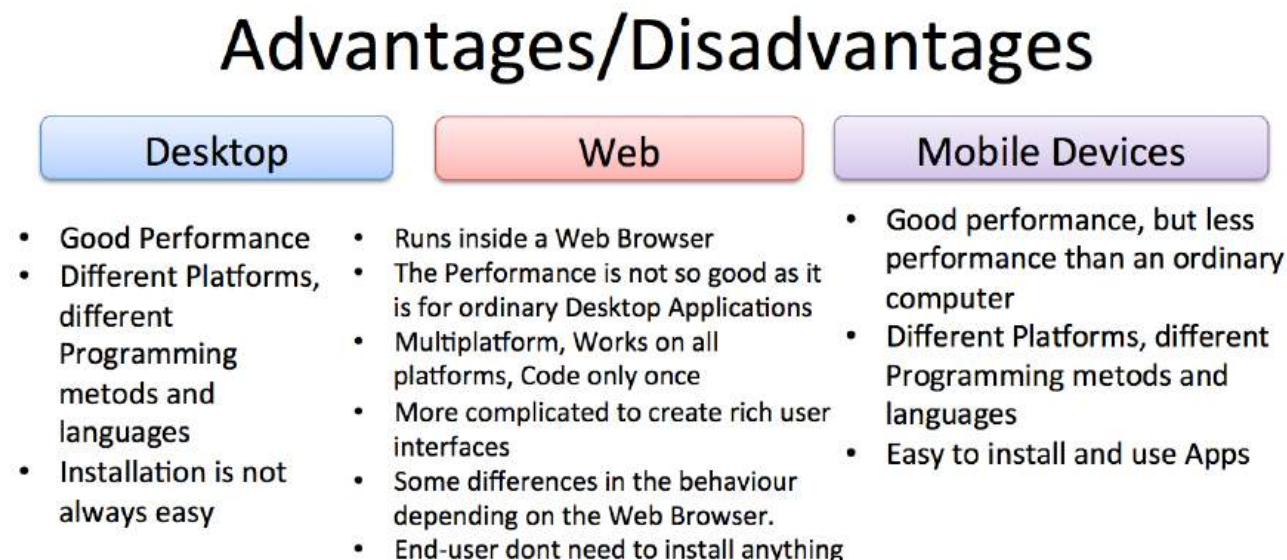 Advantages/Disadvantages
Desktop
• Good Performance
• Different Platforms,
different
Programming
metods and
languages
• Installation is not
always easy
Web
• Runs inside a Web Browser
• The Performance is not so good as it
is for ordinary Desktop Applications
• Multiplatform, Works on all
platforms, Code only once
• More complicated to create rich user
interfaces
• Some differences in the behaviour
depending on the Web Browser.
• End-user dont need to install anything
Mobile Devices
• Good performance, but less
performance than an ordinary
computer
• Different Platforms, different
Programming metods and
languages
• Easy to install and use Apps